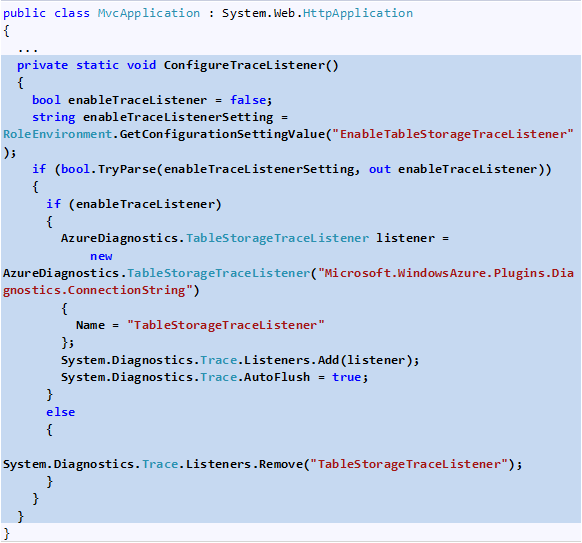 public class MvcApplication : System.Web.HttpApplication
{
  ...
  private static void ConfigureTraceListener()
  {
    bool enableTraceListener = false;
    string enableTraceListenerSetting =
RoleEnvironment.GetConfigurationSettingValue("EnableTableStorageTraceListener"
);
    if (bool.TryParse(enableTraceListenerSetting, out enableTraceListener))
    {
      if (enableTraceListener)
      {
        AzureDiagnostics.TableStorageTraceListener listener =
            new
AzureDiagnostics.TableStorageTraceListener("Microsoft.WindowsAzure.Plugins.Dia
gnostics.ConnectionString")
        {
          Name = "TableStorageTraceListener"
        };
        System.Diagnostics.Trace.Listeners.Add(listener);
        System.Diagnostics.Trace.AutoFlush = true;
      }
      else
      {

System.Diagnostics.Trace.Listeners.Remove("TableStorageTraceListener");
      }
    }
  }
}